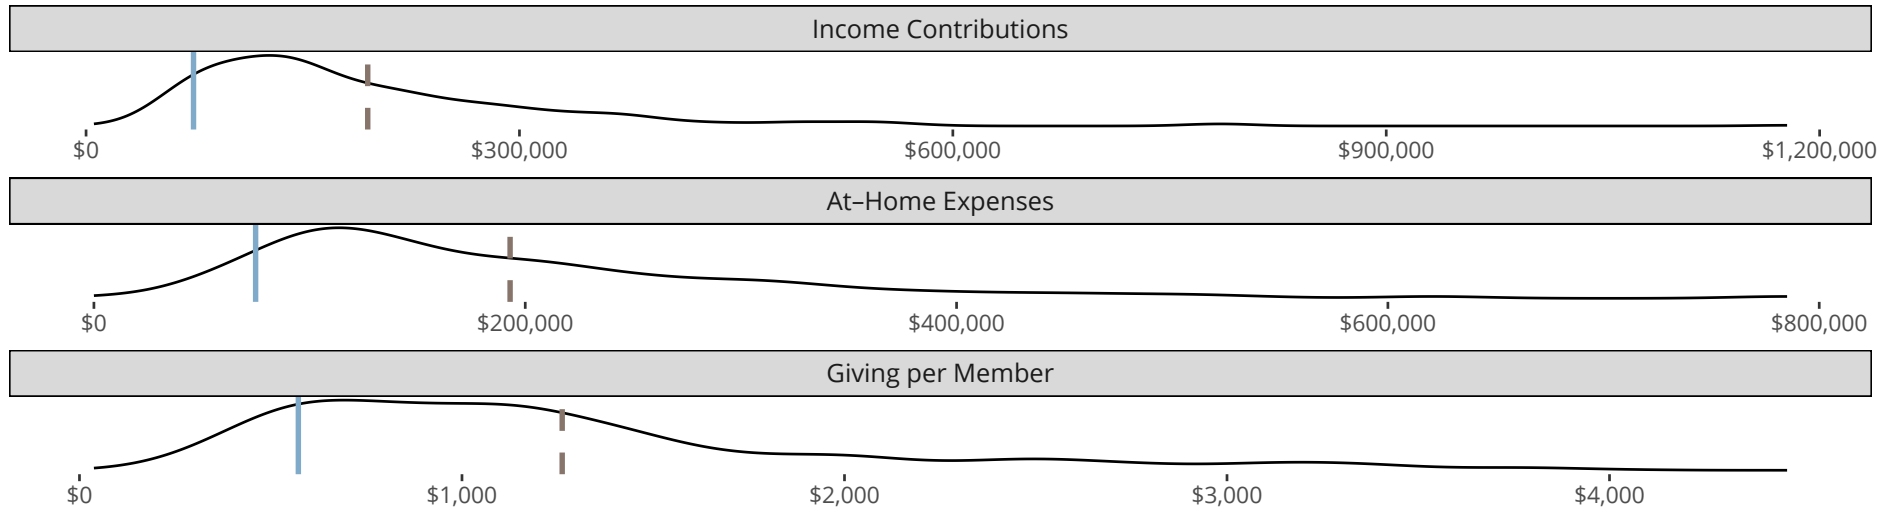 Income Contributions
$0 $300,000 $600,000 $900,000 $1,200,000
At–Home Expenses
$0 $200,000 $400,000 $600,000 $800,000
Giving per Member
$0 $1,000 $2,000 $3,000 $4,000